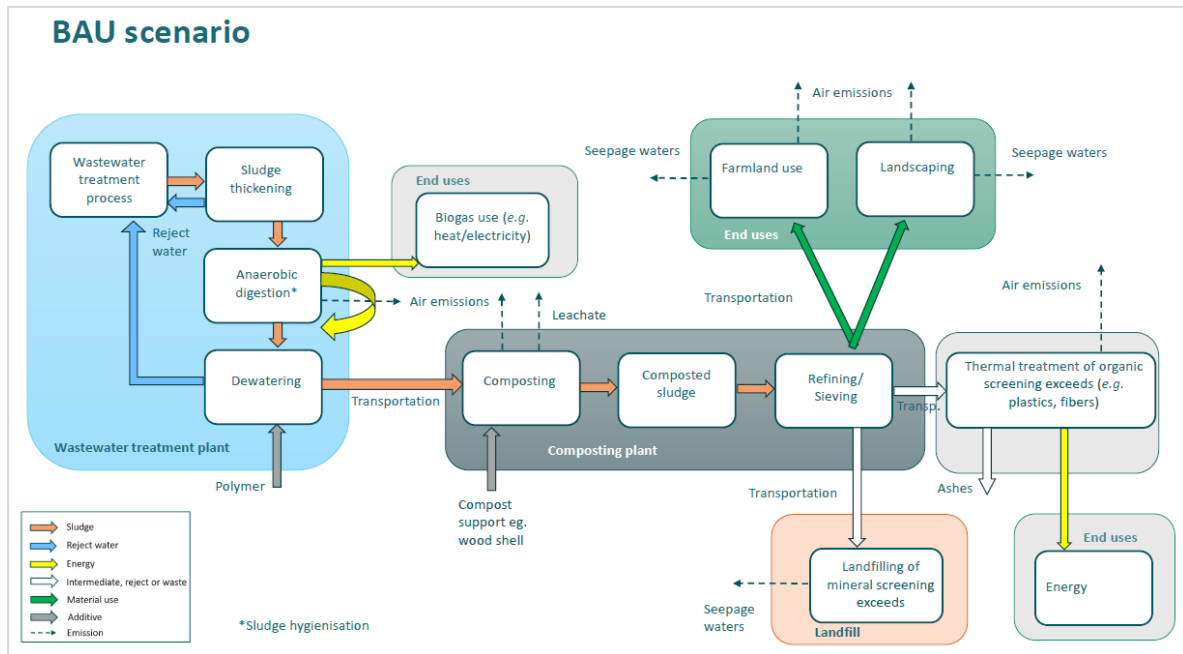 BAU scenario
Wastewater
treatment
process
Sludge
thickening
Reject
water
Anaerobic
digestion*
Dewatering
Wastewater treatment plant
Polymer
End uses
Biogas use (e.g.
heat/electricity)
Air emissions
Leachate
Transportation
Composting
Composted
sludge
Refining/
Sieving
Composting plant
Compost
support eg.
wood shell
Air emissions
Seepage waters
Farmland use
Landscaping
Seepage waters
End uses
Transportation
Air emissions
Thermal treatment of organic
screening exceeds (e.g.
plastics, fibers)
Transp.
Ashes
Transportation
Landfilling of
mineral screening
exceeds
Seepage
waters
Landfill
End uses
Energy
Sludge
Reject water
Energy
Intermediate, reject or waste
Material use
Additive
Emission
*Sludge hygienisation